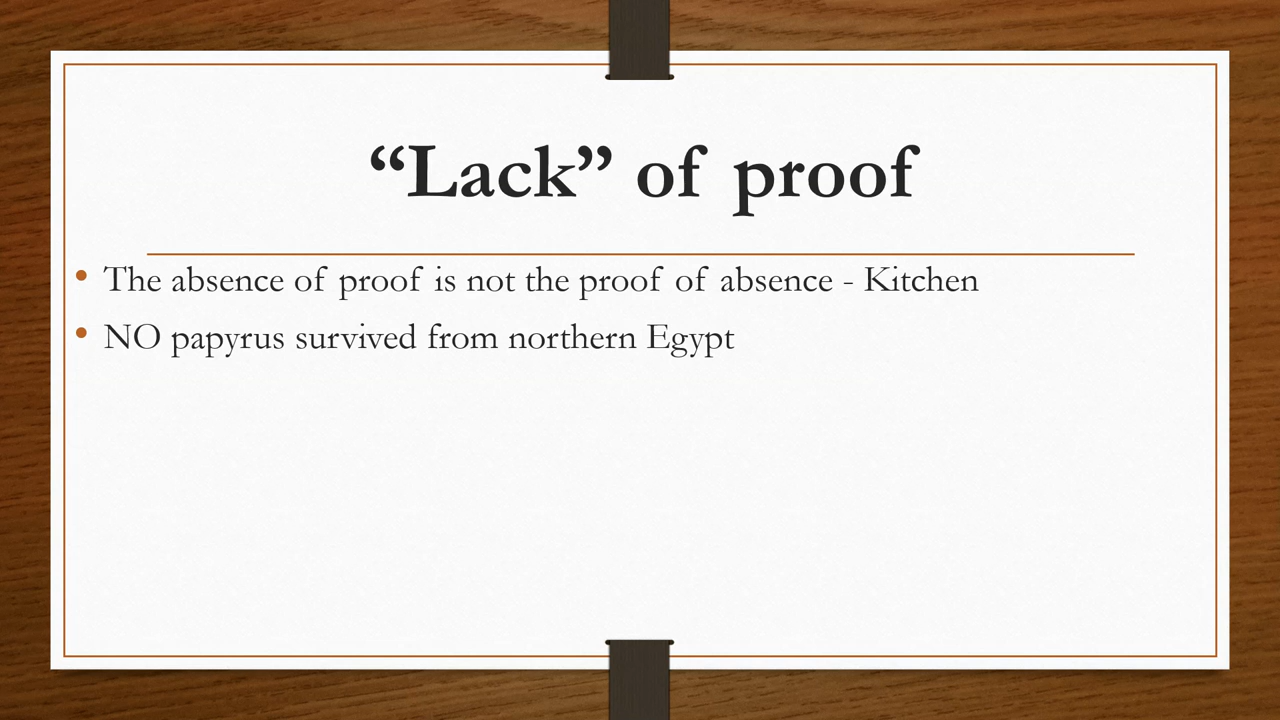 “Lack” of proof
• The absence of proof is not the proof of absence - Kitchen
• NO papyrus survived from northern Egypt